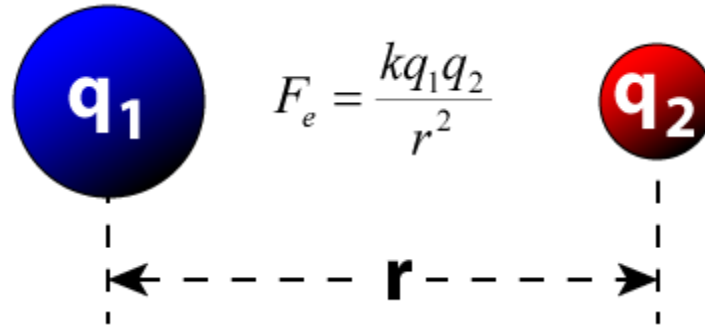 q₁
Fₑ = kq₁q₂ / r²
q₂
r